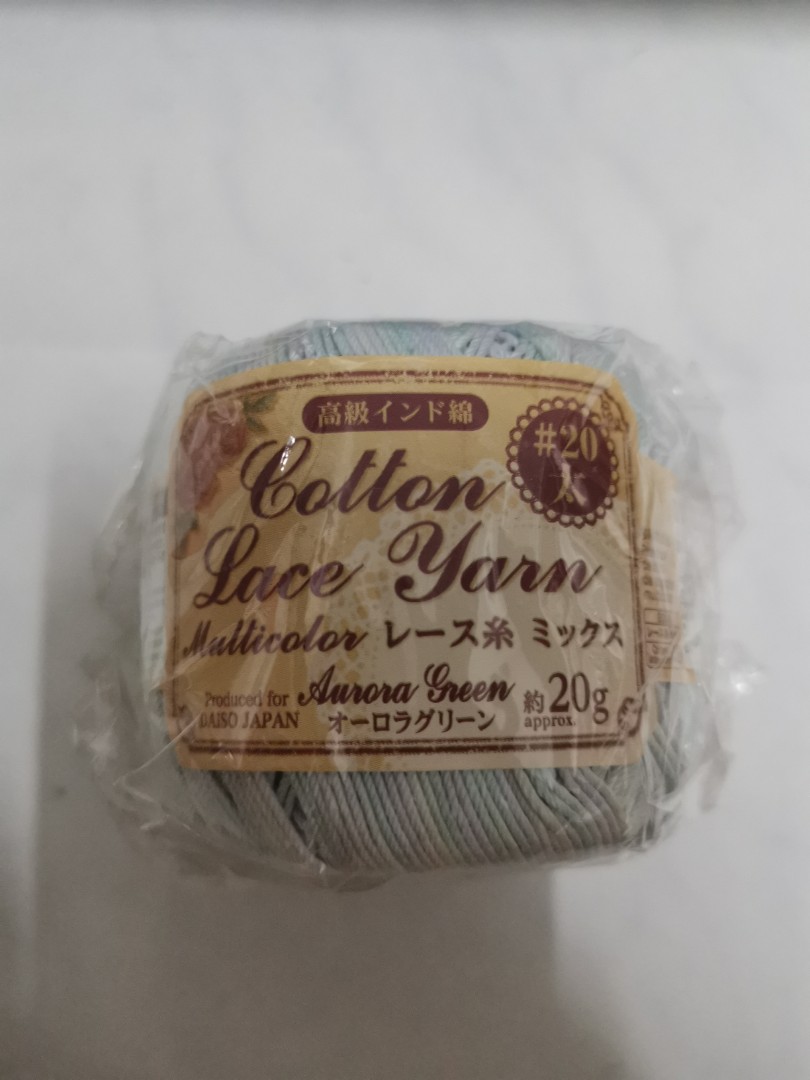 高級インド綿
#20
太
Cotton
Lace Yarn
Multicolor レース糸 ミックス
Produced for Aurora Green 約20g
DAISO JAPAN オーロラグリーン approx.